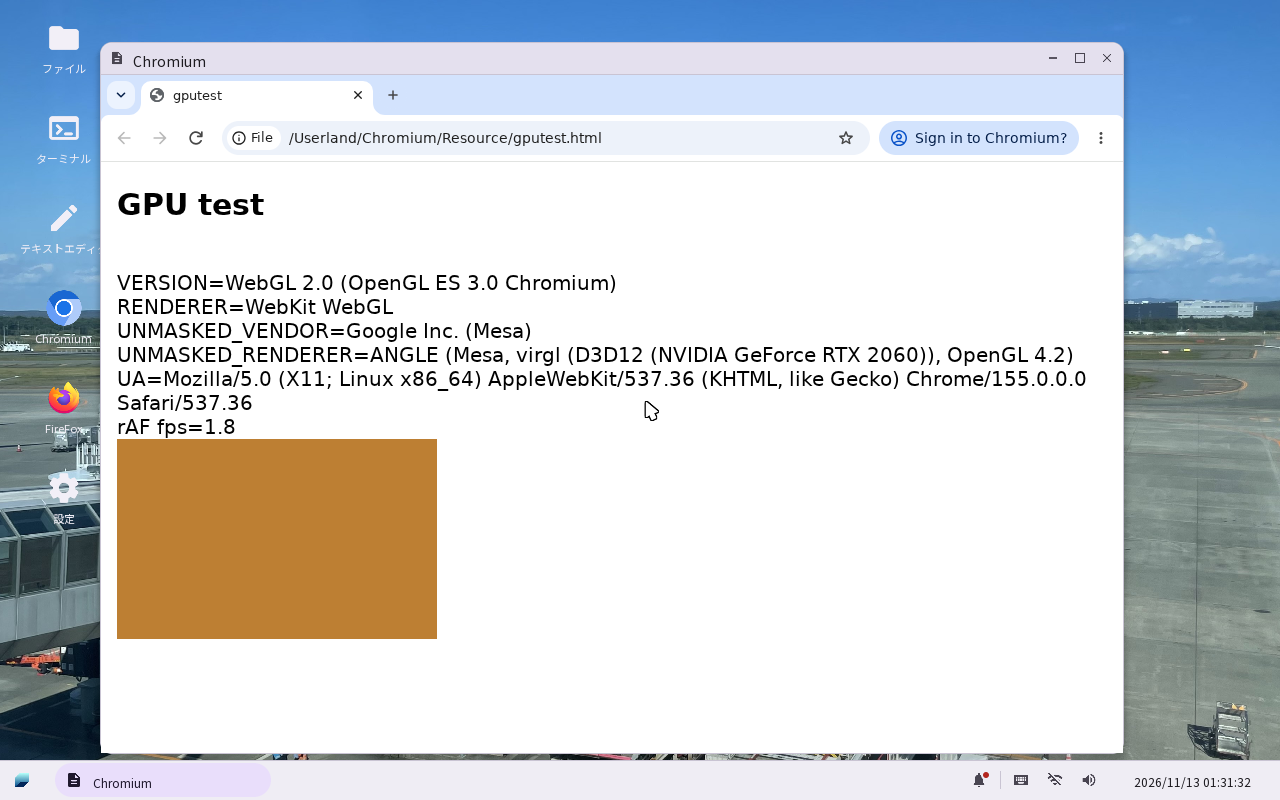 ファイル
ターミナル
テキストエディ
Chromium
FireFox
設定
Chromium
gputest
File
/Userland/Chromium/Resource/gputest.html
Sign in to Chromium?
GPU test
VERSION=WebGL 2.0 (OpenGL ES 3.0 Chromium)
RENDERER=WebKit WebGL
UNMASKED_VENDOR=Google Inc. (Mesa)
UNMASKED_RENDERER=ANGLE (Mesa, virgl (D3D12 (NVIDIA GeForce RTX 2060)), OpenGL 4.2)
UA=Mozilla/5.0 (X11; Linux x86_64) AppleWebKit/537.36 (KHTML, like Gecko) Chrome/155.0.0.0
Safari/537.36
rAF fps=1.8
Chromium
2026/11/13 01:31:32